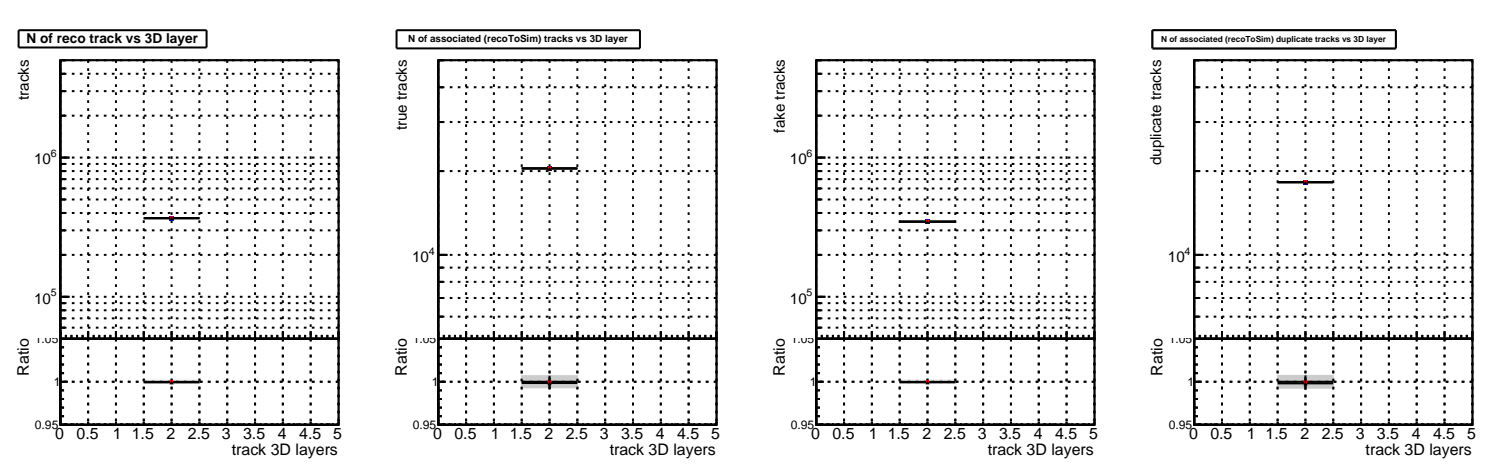 N of reco track vs 3D layer
tracks
10^6
10^5
1.05
Ratio
1
0.95
0 0.5 1 1.5 2 2.5 3 3.5 4 4.5 5
track 3D layers
N of associated (recoToSim) tracks vs 3D layer
true tracks
10^4
1.05
Ratio
1
0.95
0 0.5 1 1.5 2 2.5 3 3.5 4 4.5 5
track 3D layers
fake tracks
10^6
10^5
1.05
Ratio
1
0.95
0 0.5 1 1.5 2 2.5 3 3.5 4 4.5 5
track 3D layers
N of associated (recoToSim) duplicate tracks vs 3D layer
duplicate tracks
10^4
1.05
Ratio
1
0.95
0 0.5 1 1.5 2 2.5 3 3.5 4 4.5 5
track 3D layers